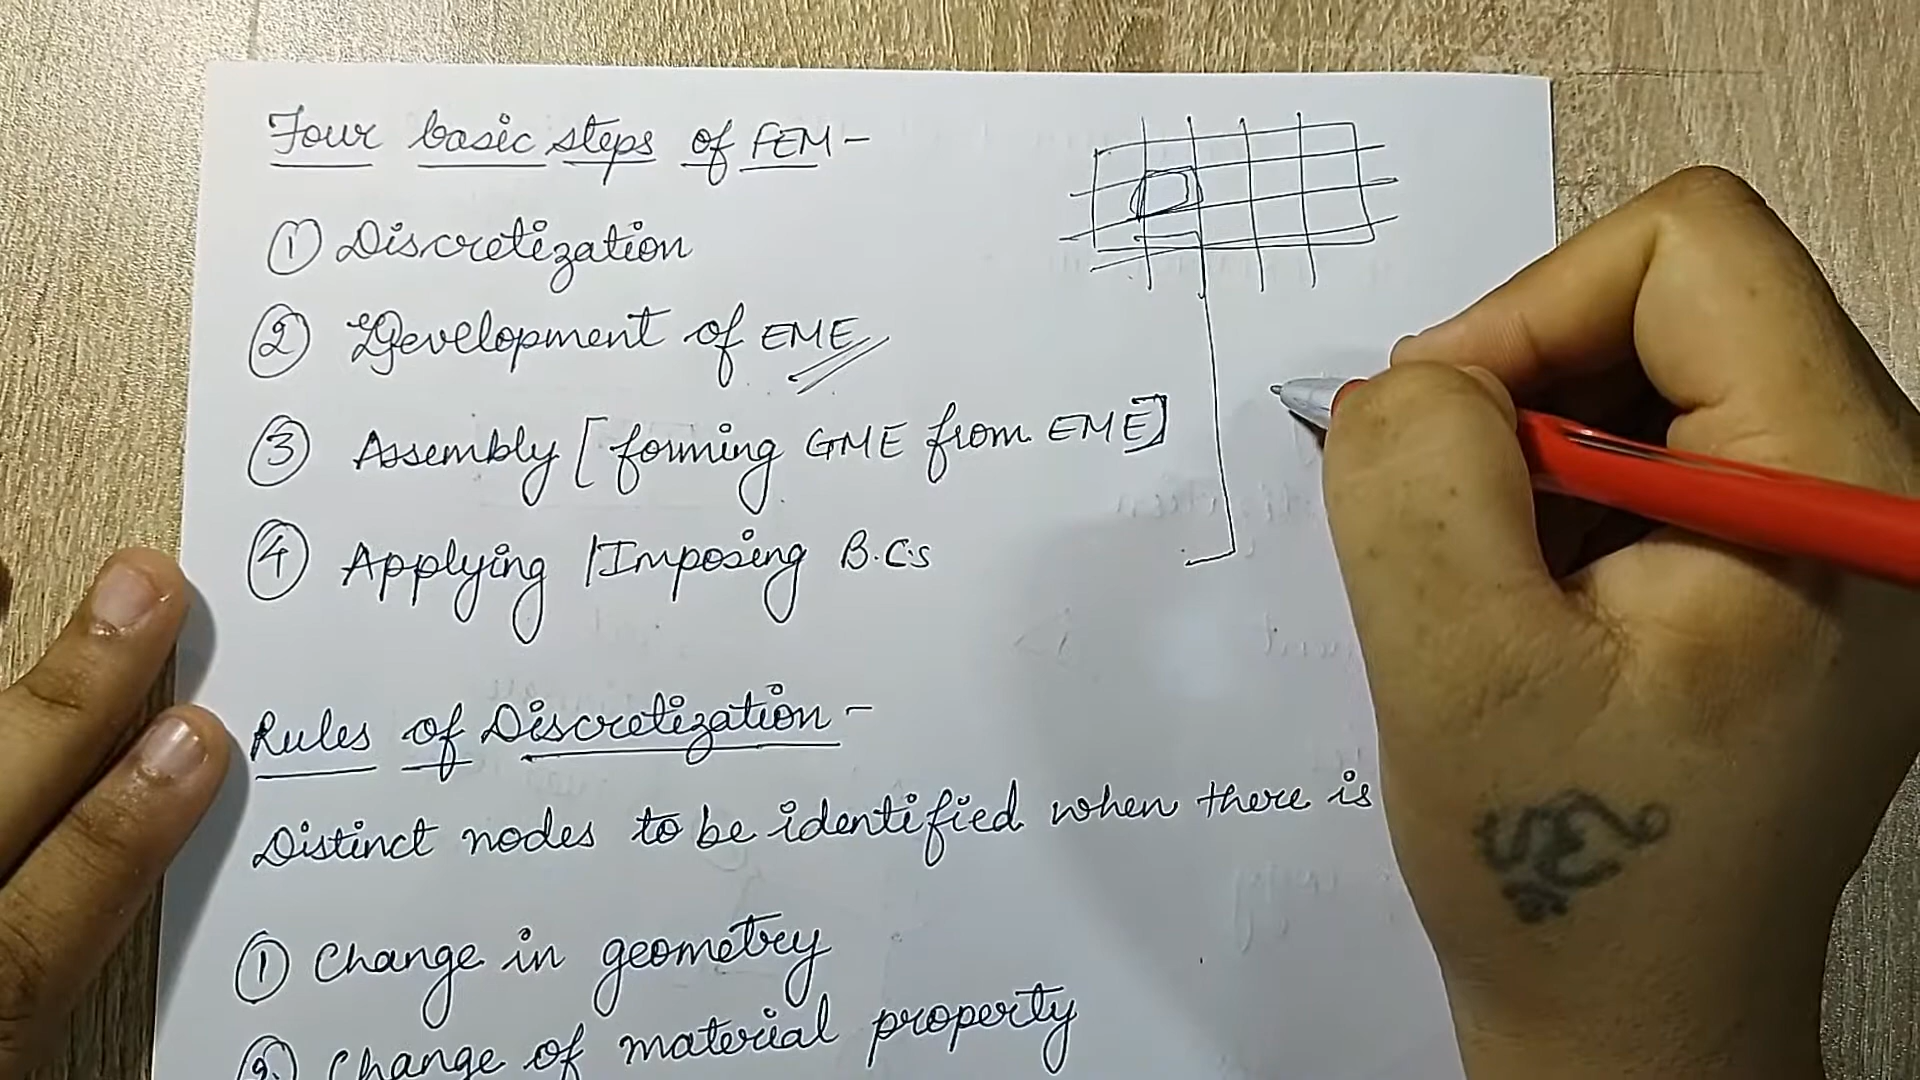 Four basic steps of FEM-
① Discretization
② Development of EME
③ Assembly [forming GME from EME]
④ Applying / Imposing B.C.s
Rules of Discretization -
Distinct nodes to be identified when there is
① Change in geometry
② Change of material property